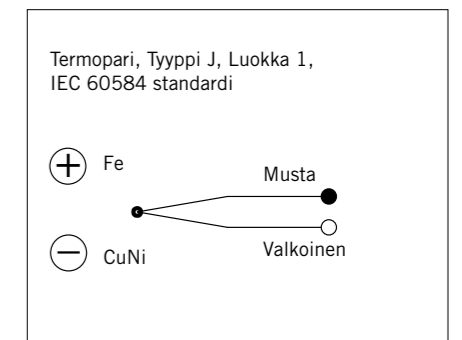 Termopari, Tyyppi J, Luokka 1,
IEC 60584 standardi
+ Fe
Musta
− CuNi
Valkoinen